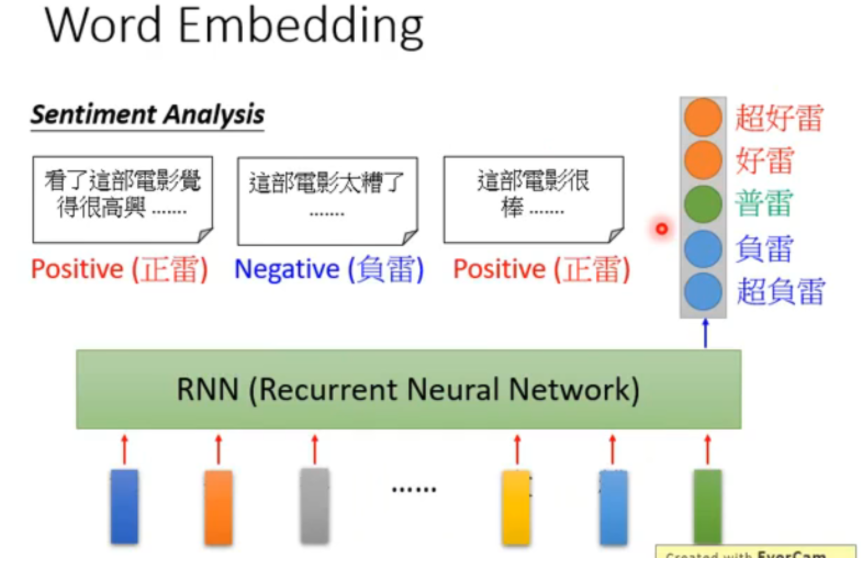 Word Embedding
Sentiment Analysis
看了這部電影覺
得很高興 .......
Positive (正雷)
這部電影太糟了
.......
Negative (負雷)
這部電影很
棒 .......
Positive (正雷)
超好雷
好雷
普雷
負雷
超負雷
RNN (Recurrent Neural Network)
......
Created with EverCam